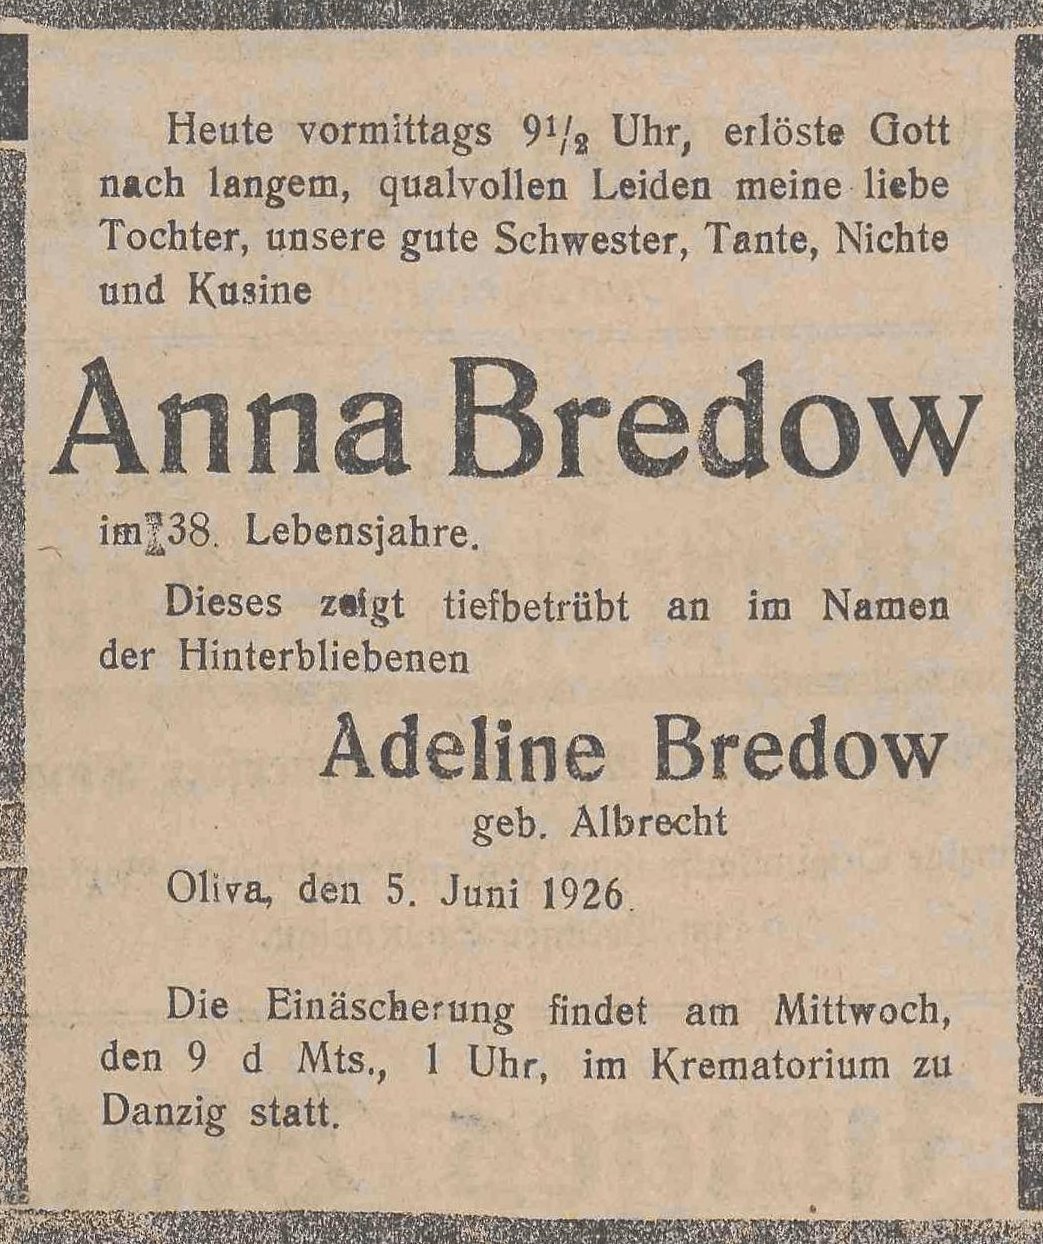 Heute vormittags 9½ Uhr, erlöste Gott
nach langem, qualvollen Leiden meine liebe
Tochter, unsere gute Schwester, Tante, Nichte
und Kusine
Anna Bredow
im 38. Lebensjahre.
Dieses zeigt tiefbetrübt an im Namen
der Hinterbliebenen
Adeline Bredow
geb. Albrecht
Oliva, den 5. Juni 1926.
Die Einäscherung findet am Mittwoch,
den 9 d Mts., 1 Uhr, im Krematorium zu
Danzig statt.